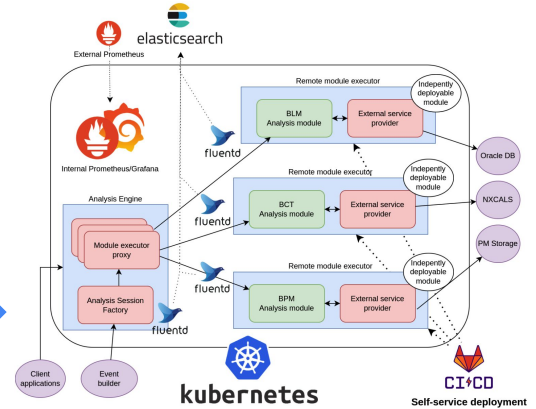 elasticsearch
External Prometheus
Internal Prometheus/Grafana
Remote module executor
Indepently
deployable
module
BLM
Analysis module
External service
provider
fluentd
Oracle DB
Remote module executor
Indepently
deployable
module
BCT
Analysis module
External service
provider
fluentd
NXCALS
PM Storage
Analysis Engine
Module executor
proxy
Analysis Session
Factory
fluentd
fluentd
Remote module executor
Indepently
deployable
module
BPM
Analysis module
External service
provider
Client
applications
Event
builder
kubernetes
CI CD
Self-service deployment